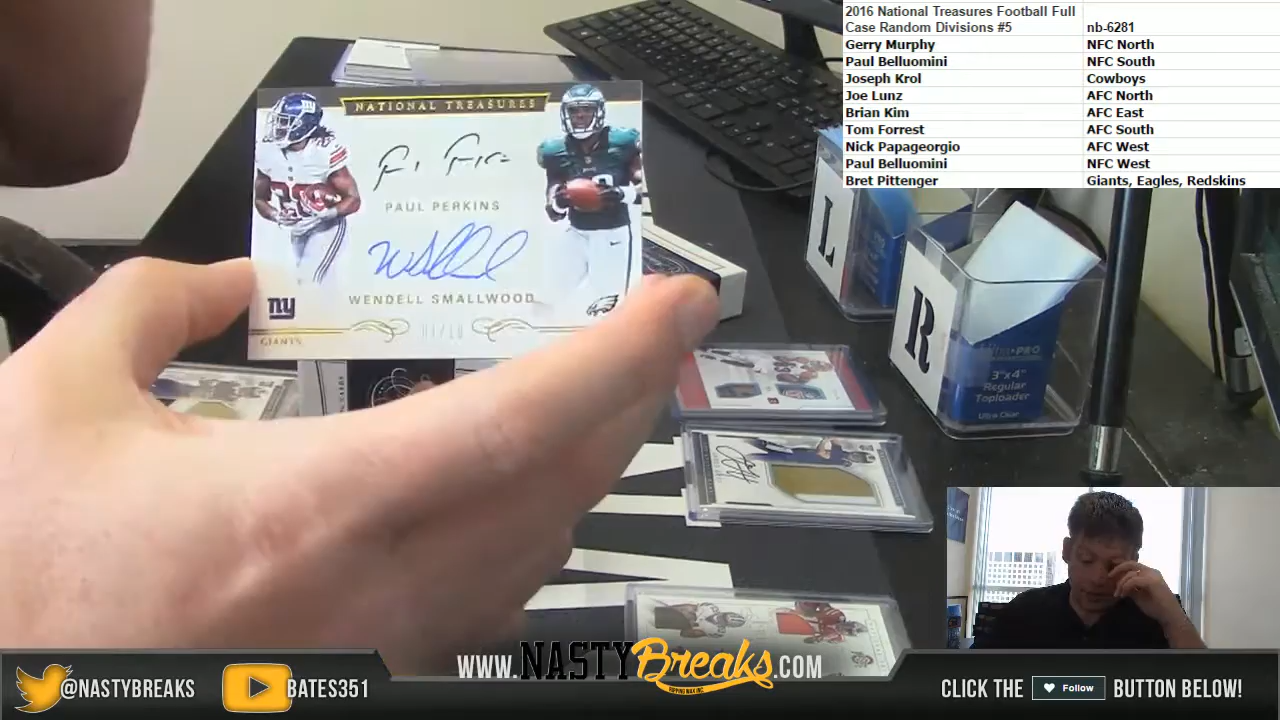 2016 National Treasures Football Full
Case Random Divisions #5 nb-6281
Gerry Murphy NFC North
Paul Belluomini NFC South
Joseph Krol Cowboys
Joe Lunz AFC North
Brian Kim AFC East
Tom Forrest AFC South
Nick Papageorgio AFC West
Paul Belluomini NFC West
Bret Pittenger Giants, Eagles, Redskins
NATIONAL TREASURES
PAUL PERKINS
WENDELL SMALLWOOD
ny
GIANTS
L
R
3"x4"
Regular
Toploader
Ultra Clear
WWW.NASTYBreaks.COM
@NASTYBREAKS
BATES351
CLICK THE Follow BUTTON BELOW!